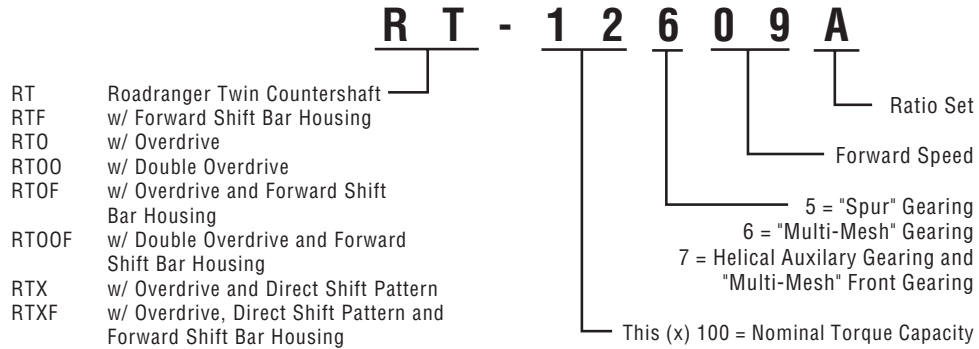 R T - 1 2 6 0 9 A
RT Roadranger Twin Countershaft
RTF w/ Forward Shift Bar Housing
RTO w/ Overdrive
RTOO w/ Double Overdrive
RTOF w/ Overdrive and Forward Shift
Bar Housing
RTOOF w/ Double Overdrive and Forward
Shift Bar Housing
RTX w/ Overdrive and Direct Shift Pattern
RTXF w/ Overdrive, Direct Shift Pattern and
Forward Shift Bar Housing
Ratio Set
Forward Speed
5 = "Spur" Gearing
6 = "Multi-Mesh" Gearing
7 = Helical Auxilary Gearing and
"Multi-Mesh" Front Gearing
This (x) 100 = Nominal Torque Capacity